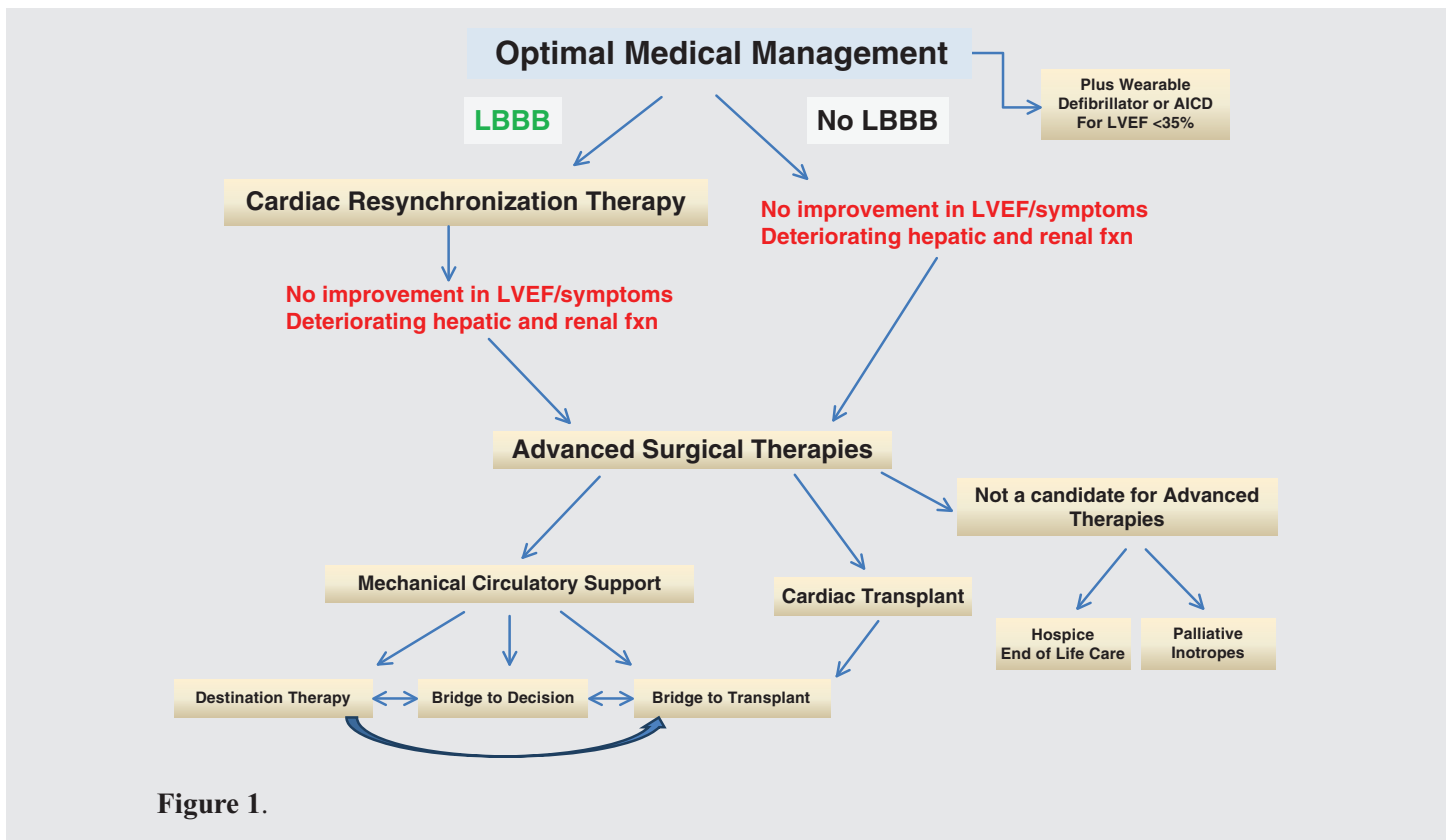 Optimal Medical Management
Plus Wearable
Defibrillator or AICD
For LVEF <35%
LBBB
No LBBB
Cardiac Resynchronization Therapy
No improvement in LVEF/symptoms
Deteriorating hepatic and renal fxn
No improvement in LVEF/symptoms
Deteriorating hepatic and renal fxn
Advanced Surgical Therapies
Not a candidate for Advanced
Therapies
Mechanical Circulatory Support
Cardiac Transplant
Hospice
End of Life Care
Palliative
Inotropes
Destination Therapy
Bridge to Decision
Bridge to Transplant
Figure 1.